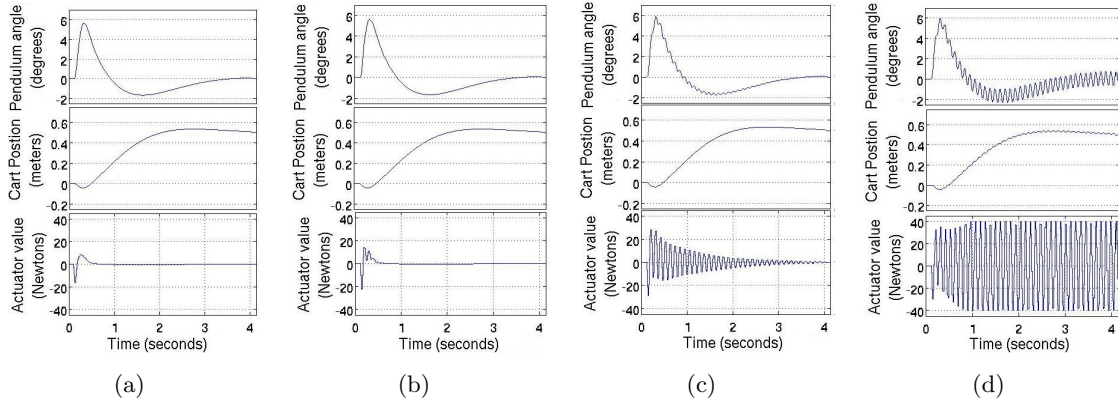 Pendulum angle
(degrees)
6
4
2
0
-2
Cart Postion
(meters)
0.6
0.4
0.2
0
-0.2
Actuator value
(Newtons)
40
20
0
-20
-40
0 1 2 3 4
Time (seconds)
(a)
Pendulum angle
(degrees)
6
4
2
0
-2
Cart Postion
(meters)
0.6
0.4
0.2
0
-0.2
Actuator value
(Newtons)
40
20
0
-20
-40
0 1 2 3 4
Time (seconds)
(b)
Pendulum angle
(degrees)
6
4
2
0
-2
Cart Postion
(meters)
0.6
0.4
0.2
0
-0.2
Actuator value
(Newtons)
40
20
0
-20
-40
0 1 2 3 4
Time (seconds)
(c)
Pendulum angle
(degrees)
6
4
2
0
-2
Cart Postion
(meters)
0.6
0.4
0.2
0
-0.2
Actuator value
(Newtons)
40
20
0
-20
-40
0 1 2 3 4
Time (seconds)
(d)